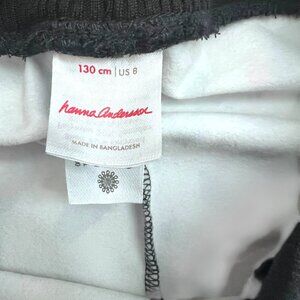 130 cm | US 8
hanna andersson
MADE IN BANGLADESH